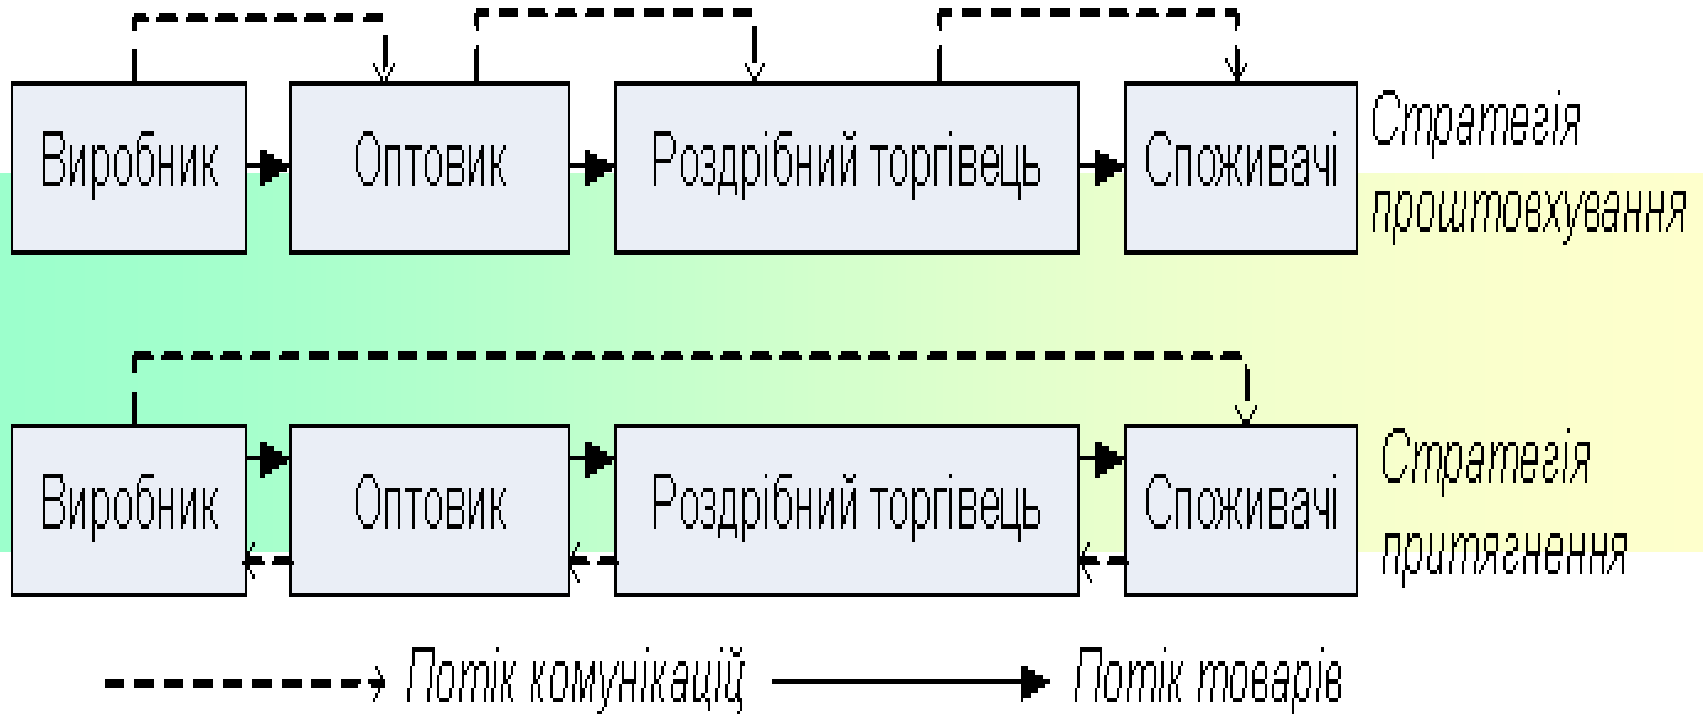 Виробник
Оптовик
Роздрібний торгівець
Споживачі
Стратегія
проштовхування
Виробник
Оптовик
Роздрібний торгівець
Споживачі
Стратегія
притягнення
Потік комунікацій
Потік товарів